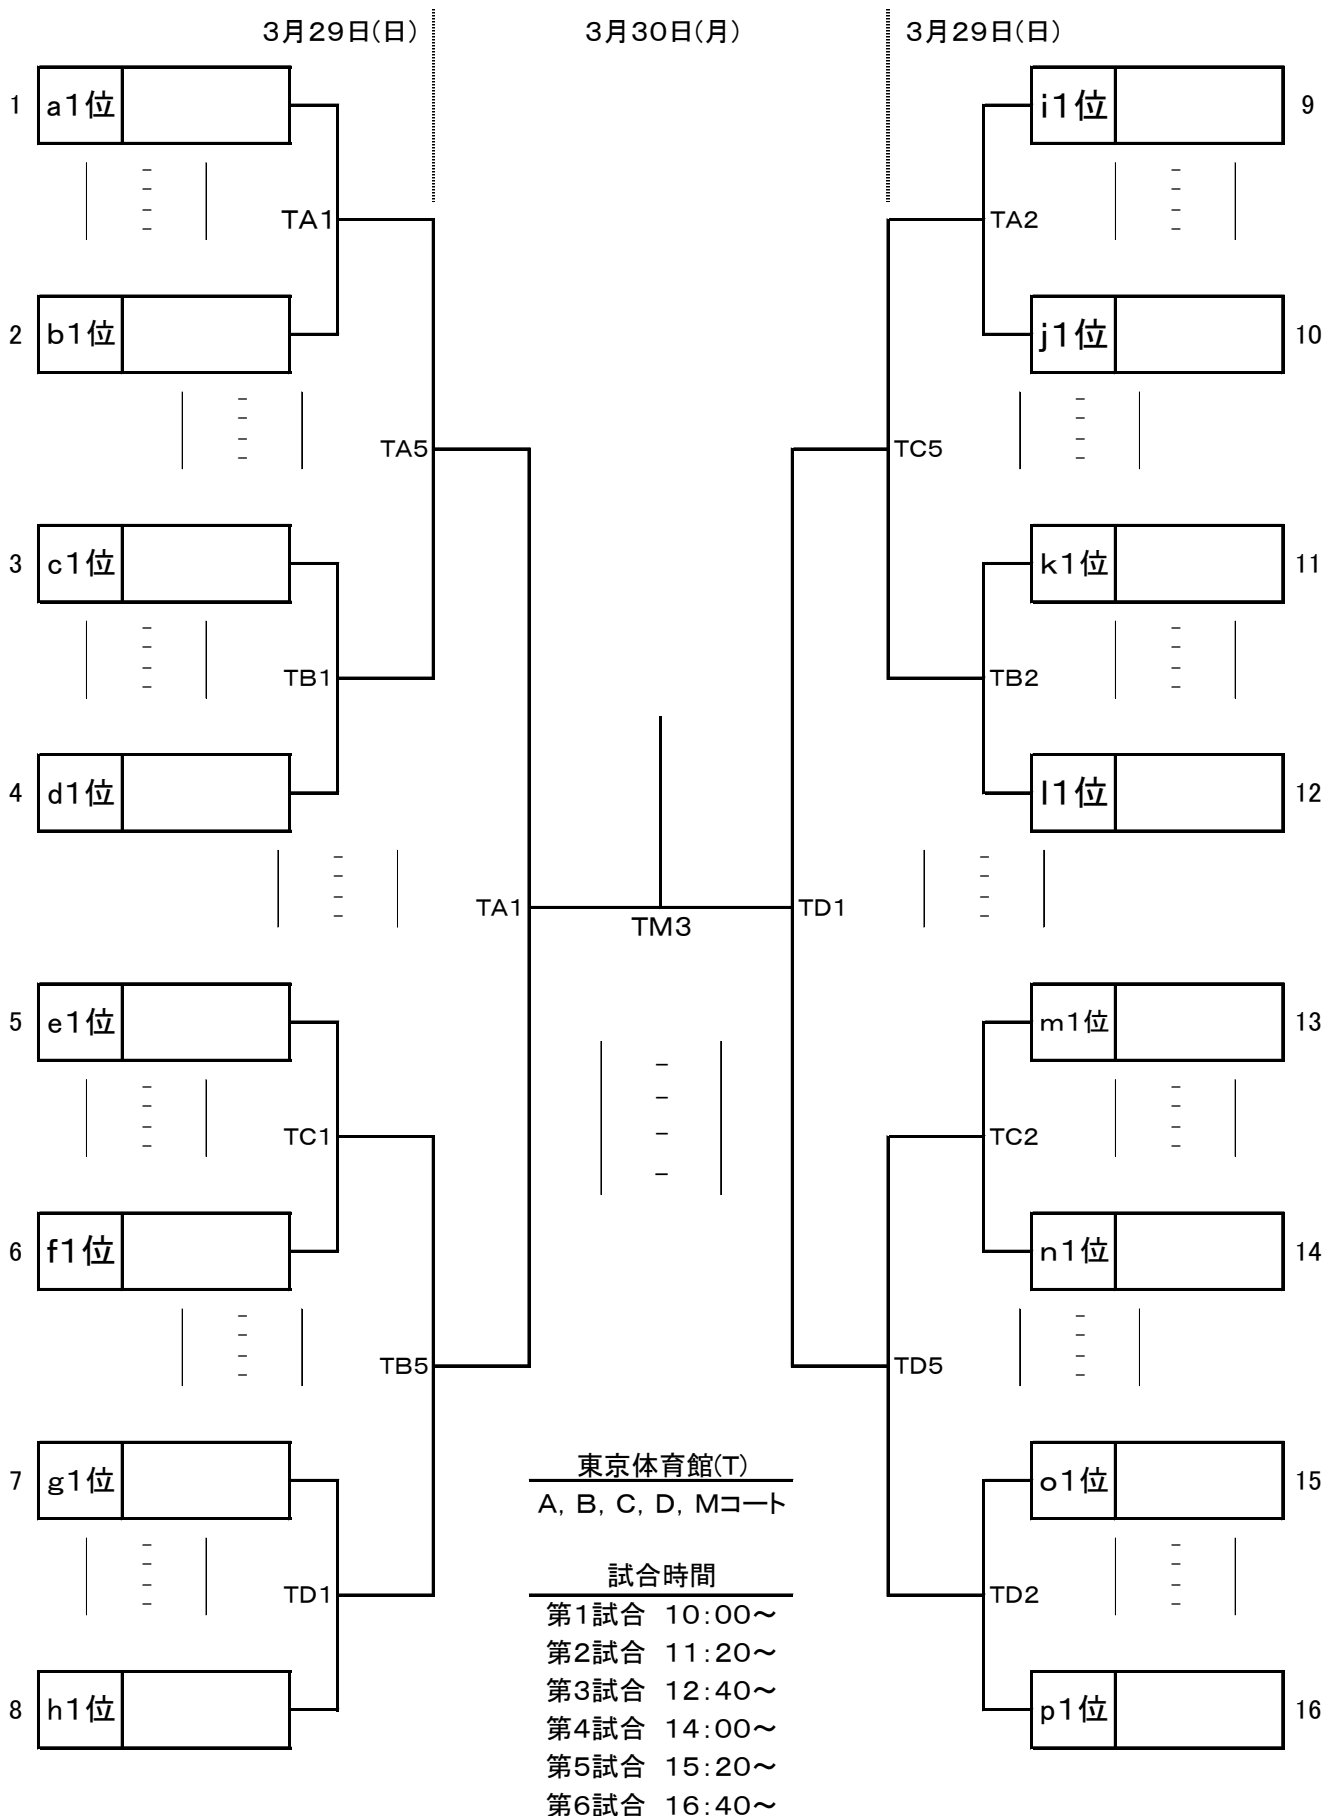 3月29日(日) 3月30日(月) 3月29日(日)
1 a1位 i1位 9
TA1 TA2
2 b1位 j1位 10
TA5 TC5
3 c1位 k1位 11
TB1 TB2
4 d1位 l1位 12
TA1 TD1
TM3
5 e1位 m1位 13
TC1 TC2
6 f1位 n1位 14
TB5 TD5
東京体育館(T)
7 g1位 o1位 15
A, B, C, D, Mコート
試合時間
TD1 TD2
第1試合 10:00～
第2試合 11:20～
第3試合 12:40～
8 h1位 p1位 16
第4試合 14:00～
第5試合 15:20～
第6試合 16:40～